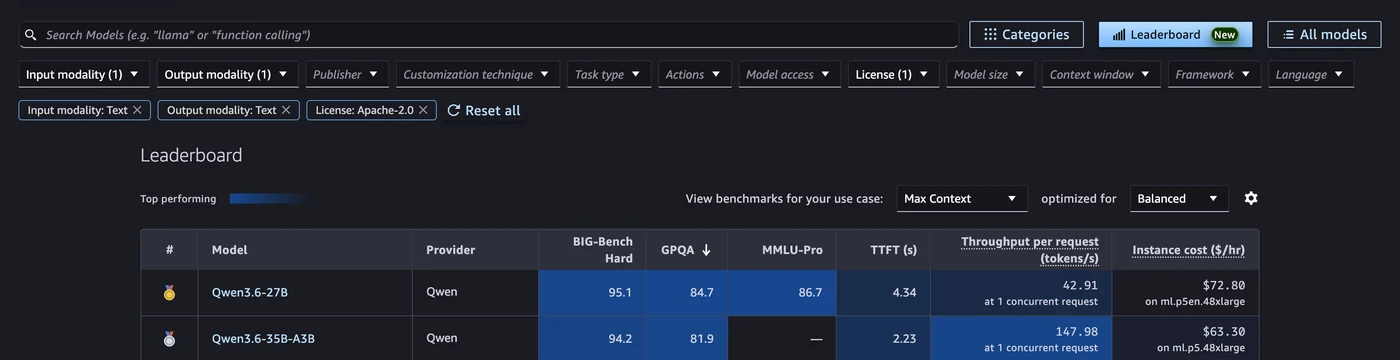 Search Models (e.g. "llama" or "function calling")
Categories
Leaderboard New
All models
Input modality (1) Output modality (1) Publisher Customization technique Task type Actions Model access License (1) Model size Context window Framework Language
Input modality: Text Output modality: Text License: Apache-2.0 Reset all
Leaderboard
Top performing
View benchmarks for your use case: Max Context optimized for Balanced
# Model Provider BIG-Bench Hard GPQA MMLU-Pro TTFT (s) Throughput per request (tokens/s) Instance cost ($/hr)
Qwen3.6-27B Qwen 95.1 84.7 86.7 4.34 42.91 $72.80
at 1 concurrent request on ml.p5en.48xlarge
Qwen3.6-35B-A3B Qwen 94.2 81.9 — 2.23 147.98 $63.30
at 1 concurrent request on ml.p5.48xlarge